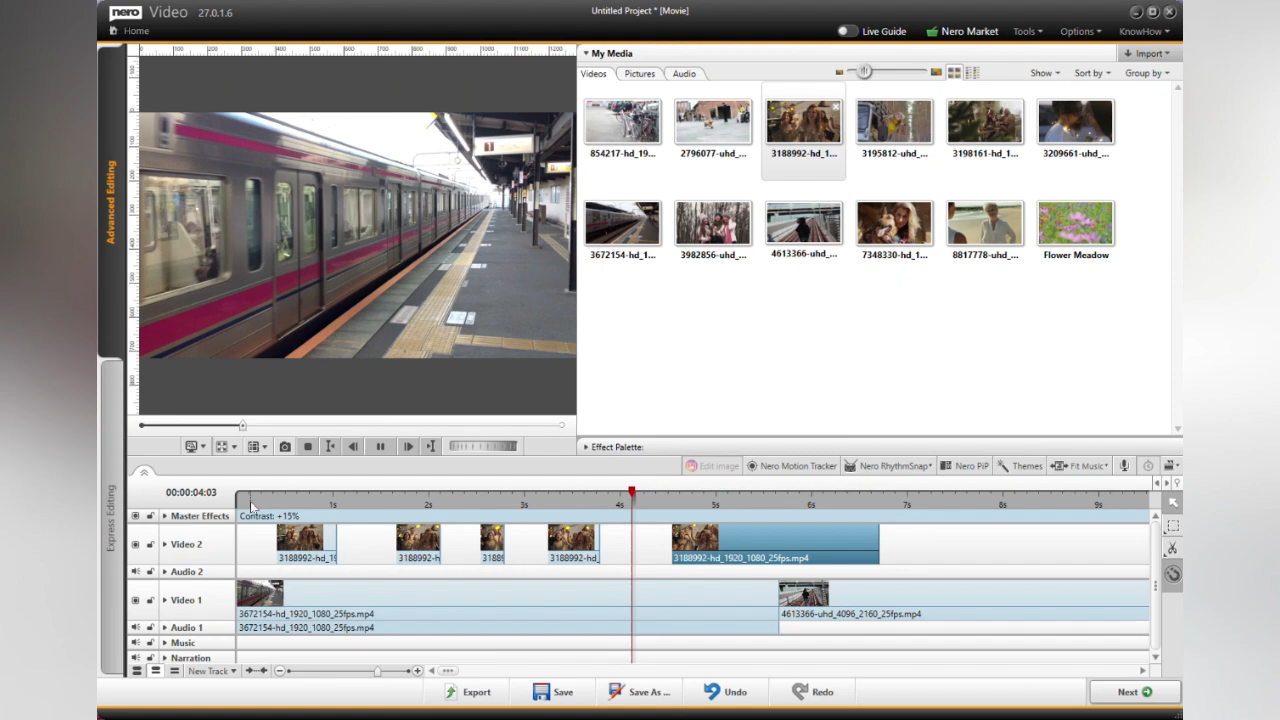 nero Video 27.0.1.6
Untitled Project * [Movie]
Home
Live Guide
Nero Market
Tools
Options
KnowHow
Advanced Editing
Express Editing
My Media
Import
Videos
Pictures
Audio
Show
Sort by
Group by
854217-hd_19...
2796077-uhd_...
3188992-hd_1...
3195812-uhd_...
3198161-hd_1...
3209661-uhd_...
3672154-hd_1...
3982856-uhd_...
4613366-uhd_...
7348330-hd_1...
8817778-uhd_...
Flower Meadow
Effect Palette:
Edit image
Nero Motion Tracker
Nero RhythmSnap*
Nero PiP
Themes
Fit Music*
00:00:04:03
1s
2s
3s
4s
5s
6s
7s
8s
9s
Master Effects
Contrast: +15%
Video 2
3188992-hd_19
3188992-h
3188
3188992-hd_
3188992-hd_1920_1080_25fps.mp4
Audio 2
Video 1
3672154-hd_1920_1080_25fps.mp4
4613366-uhd_4096_2160_25fps.mp4
Audio 1
3672154-hd_1920_1080_25fps.mp4
Music
Narration
New Track
Export
Save
Save As ...
Undo
Redo
Next